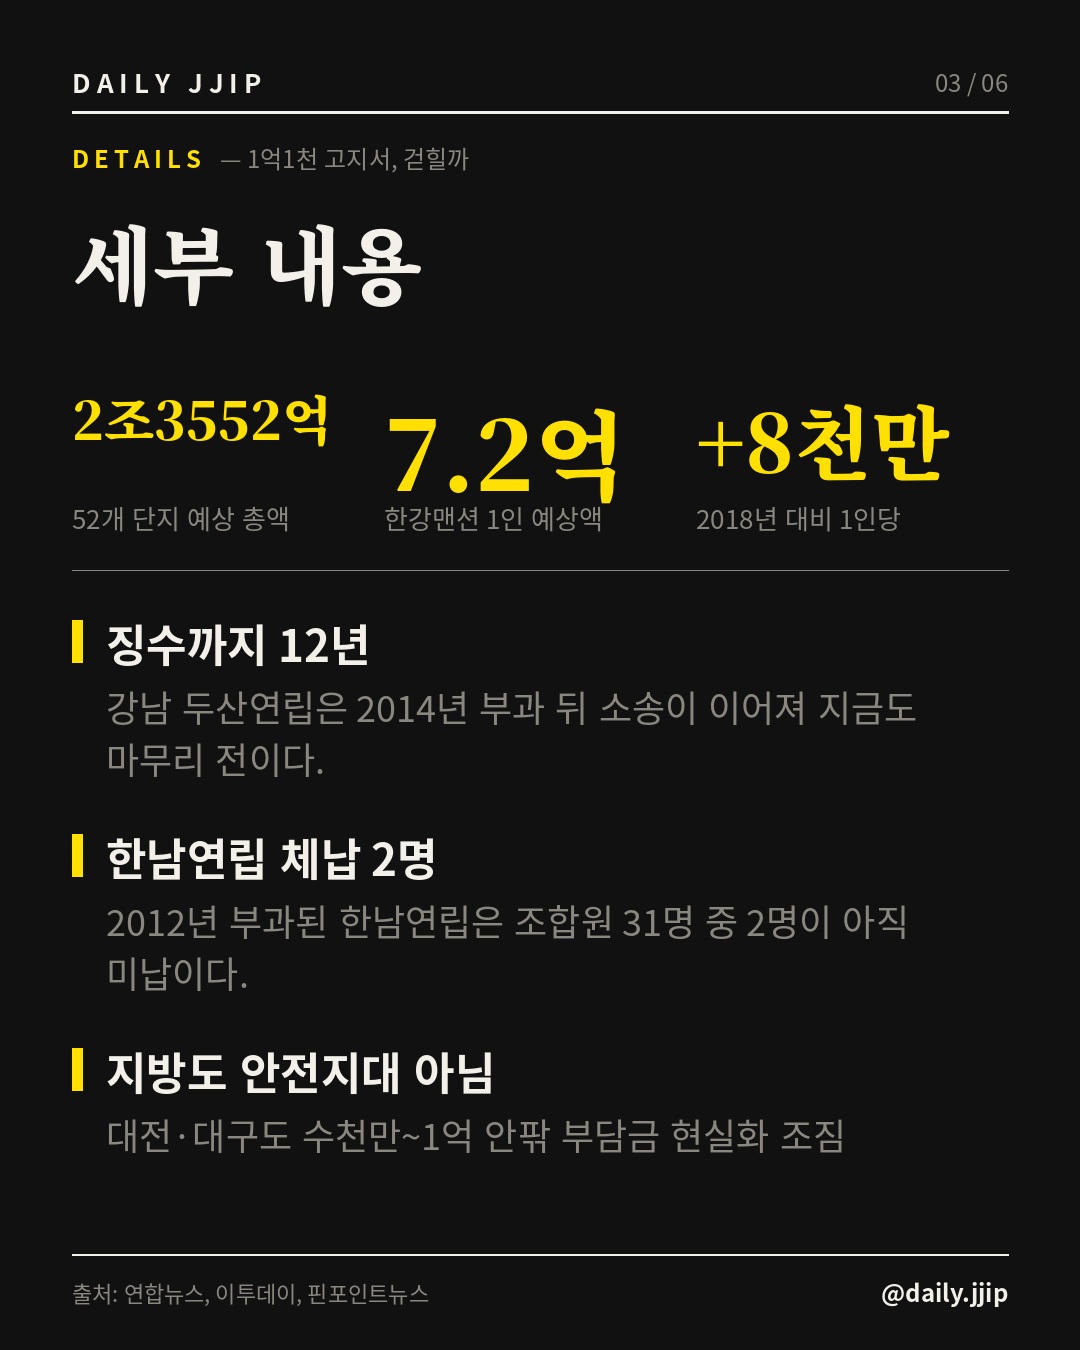 DAILY JJIP
03 / 06
DETAILS — 1억1천 고지서, 걷힐까
세부 내용
2조3552억
7.2억
+8천만
52개 단지 예상 총액
한강맨션 1인 예상액
2018년 대비 1인당
징수까지 12년
강남 두산연립은 2014년 부과 뒤 소송이 이어져 지금도
마무리 전이다.
한남연립 체납 2명
2012년 부과된 한남연립은 조합원 31명 중 2명이 아직
미납이다.
지방도 안전지대 아님
대전·대구도 수천만~1억 안팎 부담금 현실화 조짐
출처: 연합뉴스, 이투데이, 핀포인트뉴스
@daily.jjip